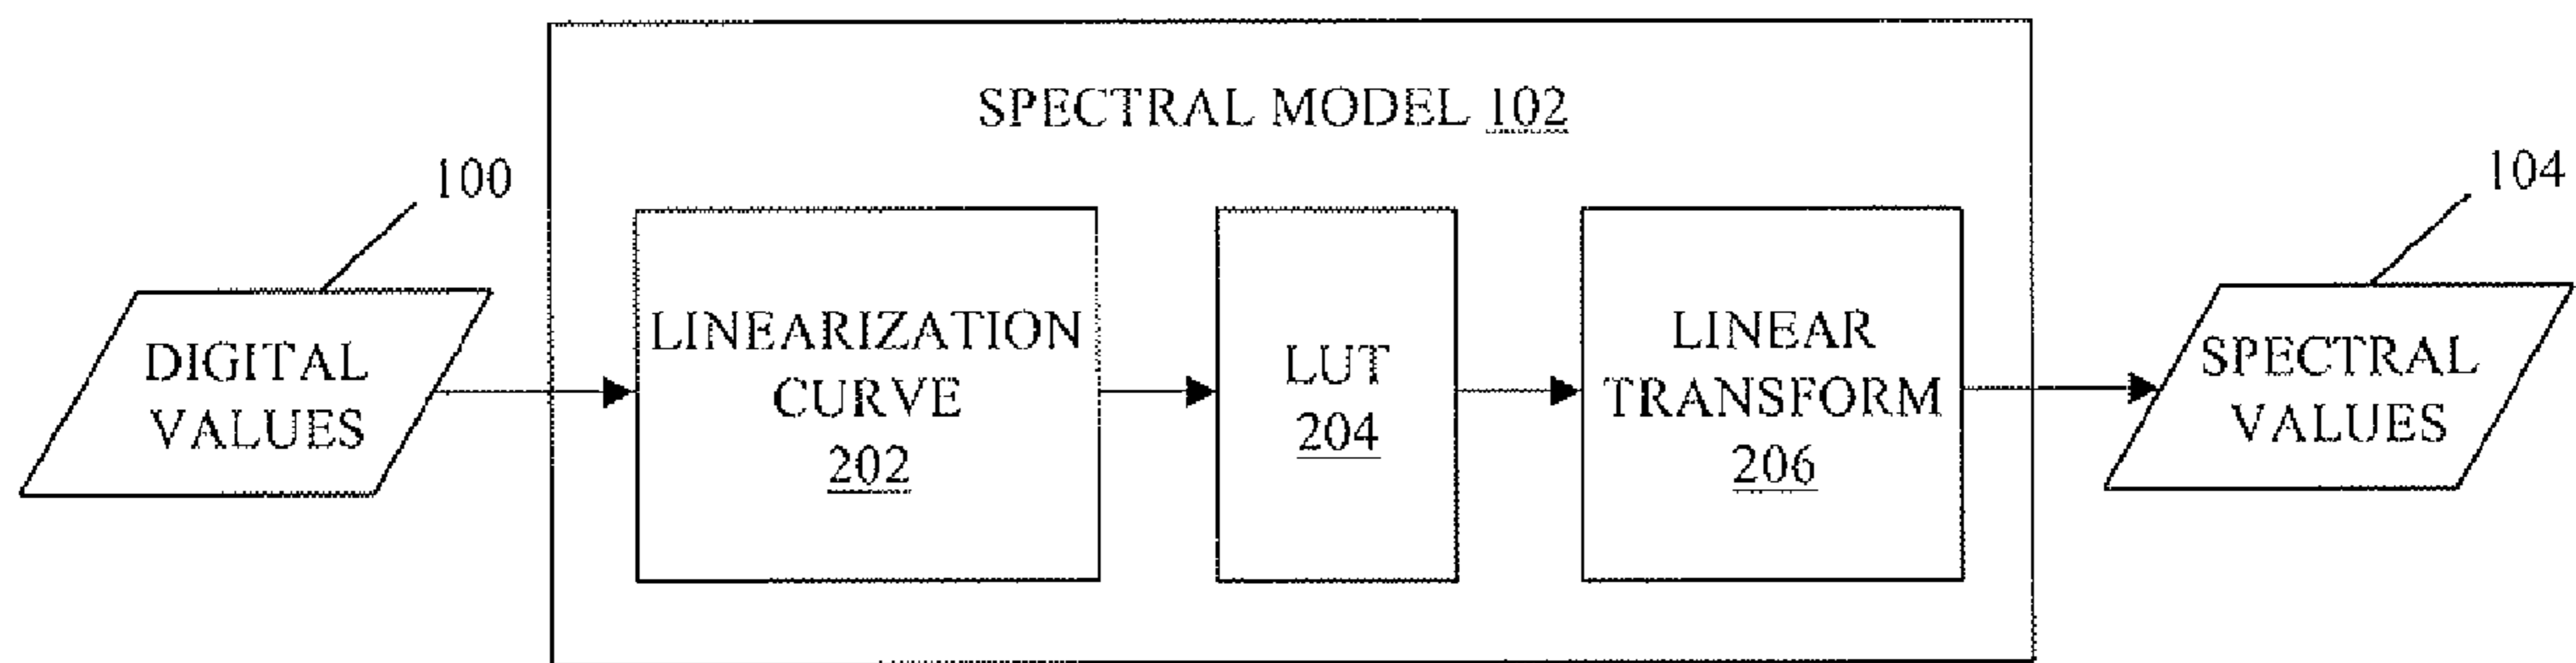 SPECTRAL MODEL 102
100
104
DIGITAL
VALUES
LINEARIZATION
CURVE
202
LUT
204
LINEAR
TRANSFORM
206
SPECTRAL
VALUES